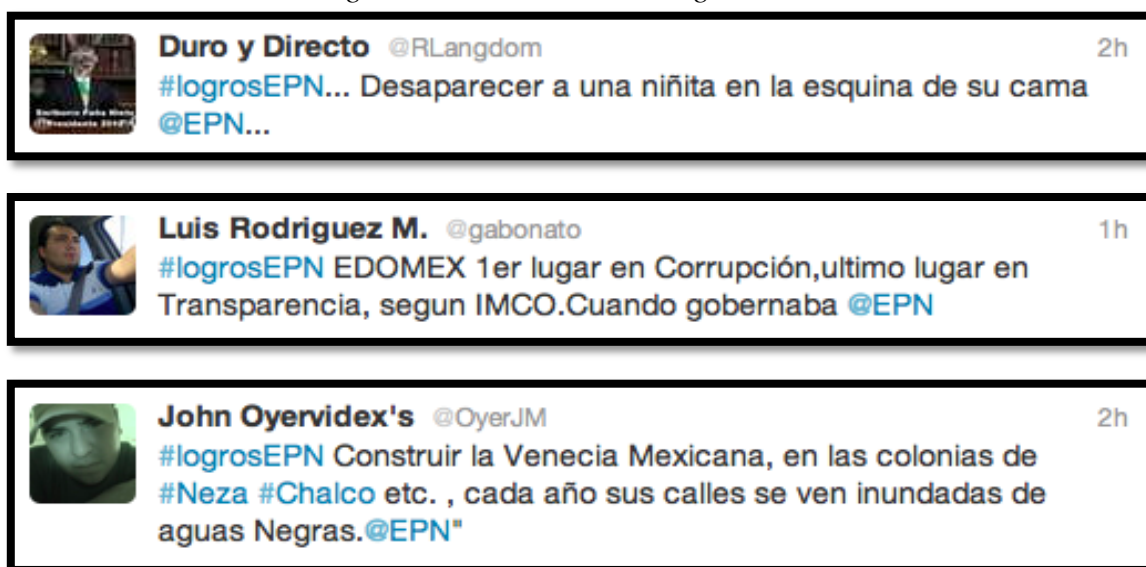 Duro y Directo @RLangdom 2h
#logrosEPN... Desaparecer a una niñita en la esquina de su cama
@EPN...
Luis Rodriguez M. @gabonato 1h
#logrosEPN EDOMEX 1er lugar en Corrupción,ultimo lugar en
Transparencia, segun IMCO.Cuando gobernaba @EPN
John Oyervidex's @OyerJM 2h
#logrosEPN Construir la Venecia Mexicana, en las colonias de
#Neza #Chalco etc. , cada año sus calles se ven inundadas de
aguas Negras.@EPN"